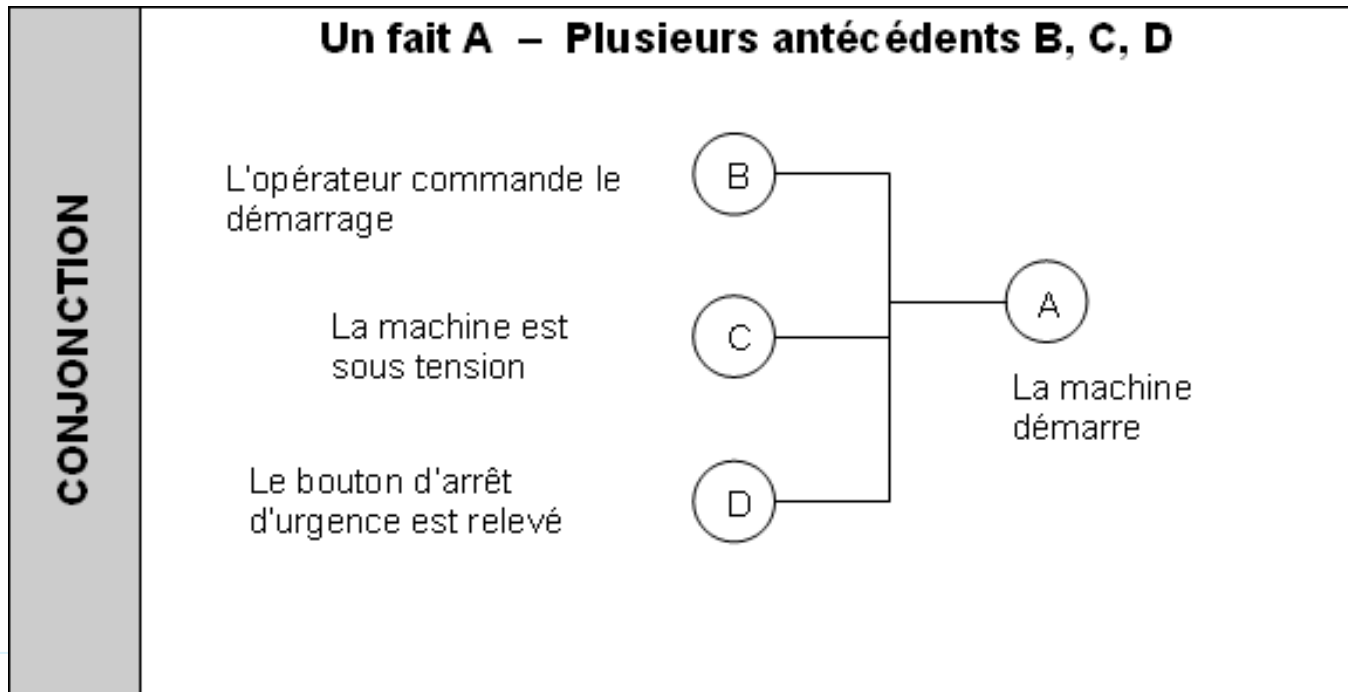 Un fait A – Plusieurs antécédents B, C, D
CONJONCTION
L'opérateur commande le
démarrage
B
La machine est
sous tension
C
A
La machine
démarre
Le bouton d'arrêt
d'urgence est relevé
D